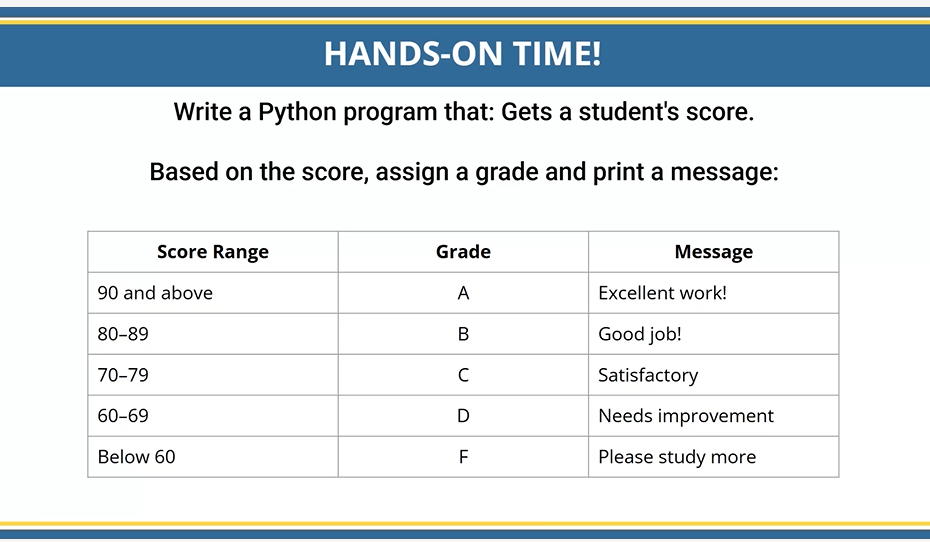 HANDS-ON TIME!
Write a Python program that: Gets a student's score.
Based on the score, assign a grade and print a message:
Score Range Grade Message
90 and above A Excellent work!
80–89 B Good job!
70–79 C Satisfactory
60–69 D Needs improvement
Below 60 F Please study more